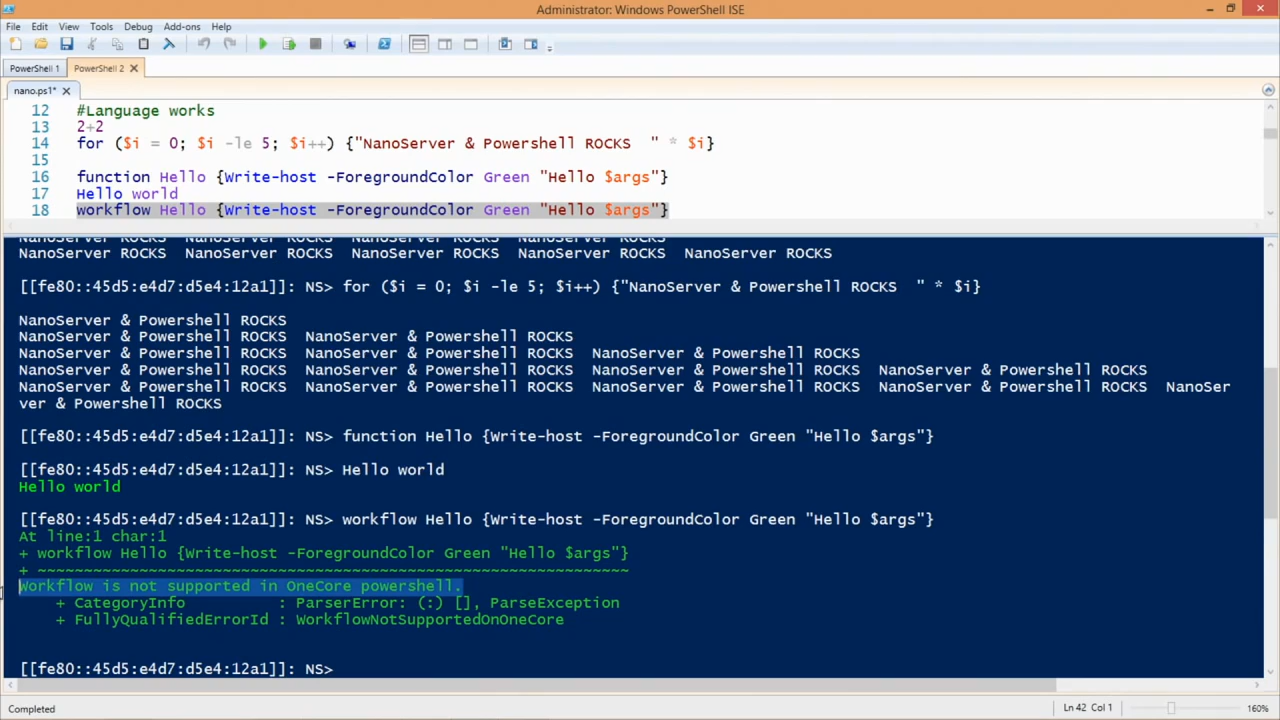 Administrator: Windows PowerShell ISE
File Edit View Tools Debug Add-ons Help
PowerShell 1 PowerShell 2
nano.ps1*
12 #Language works
13 2+2
14 for ($i = 0; $i -le 5; $i++) {"NanoServer & Powershell ROCKS  " * $i}
15
16 function Hello {Write-host -ForegroundColor Green "Hello $args"}
17 Hello world
18 workflow Hello {Write-host -ForegroundColor Green "Hello $args"}
NanoServer ROCKS  NanoServer ROCKS  NanoServer ROCKS  NanoServer ROCKS
NanoServer ROCKS  NanoServer ROCKS  NanoServer ROCKS  NanoServer ROCKS  NanoServer ROCKS
[[fe80::45d5:e4d7:d5e4:12a1]]: NS> for ($i = 0; $i -le 5; $i++) {"NanoServer & Powershell ROCKS  " * $i}
NanoServer & Powershell ROCKS
NanoServer & Powershell ROCKS  NanoServer & Powershell ROCKS
NanoServer & Powershell ROCKS  NanoServer & Powershell ROCKS  NanoServer & Powershell ROCKS
NanoServer & Powershell ROCKS  NanoServer & Powershell ROCKS  NanoServer & Powershell ROCKS  NanoServer & Powershell ROCKS
NanoServer & Powershell ROCKS  NanoServer & Powershell ROCKS  NanoServer & Powershell ROCKS  NanoServer & Powershell ROCKS  NanoSer
ver & Powershell ROCKS
[[fe80::45d5:e4d7:d5e4:12a1]]: NS> function Hello {Write-host -ForegroundColor Green "Hello $args"}
[[fe80::45d5:e4d7:d5e4:12a1]]: NS> Hello world
Hello world
[[fe80::45d5:e4d7:d5e4:12a1]]: NS> workflow Hello {Write-host -ForegroundColor Green "Hello $args"}
At line:1 char:1
+ workflow Hello {Write-host -ForegroundColor Green "Hello $args"}
+ ~~~~~~~~~~~~~~~~~~~~~~~~~~~~~~~~~~~~~~~~~~~~~~~~~~~~~~~~~~~~~~~~
Workflow is not supported in OneCore powershell.
+ CategoryInfo : ParserError: (:) [], ParseException
+ FullyQualifiedErrorId : WorkflowNotSupportedOnOneCore
[[fe80::45d5:e4d7:d5e4:12a1]]: NS>
Completed Ln 42 Col 1 160%